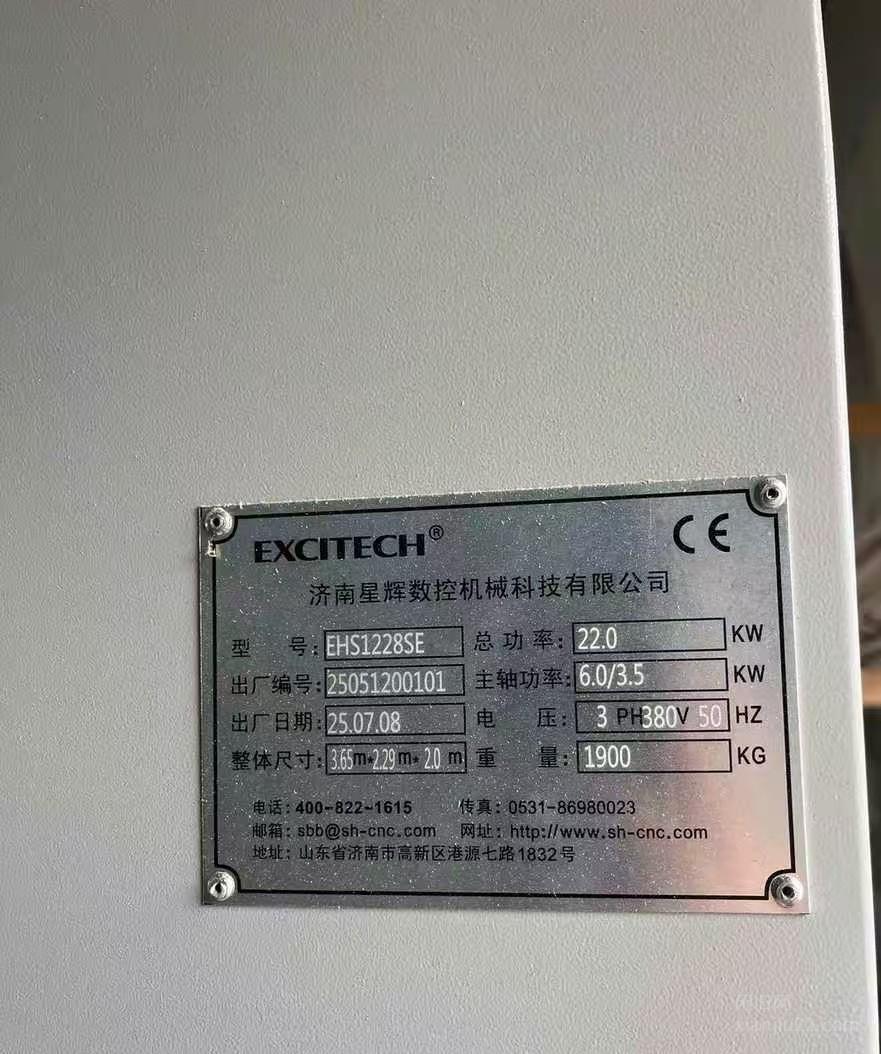 EXCITECH® CE
济南星辉数控机械科技有限公司
型 号: EHS1228SE 总功率: 22.0 KW
出厂编号: 25051200101 主轴功率: 6.0/3.5 KW
出厂日期: 25.07.08 电 压: 3 PH380V 50 HZ
整体尺寸: 3.65m*2.29m*2.0m 重 量: 1900 KG
电话: 400-822-1615 传真: 0531-86980023
邮箱: sbb@sh-cnc.com 网址: http://www.sh-cnc.com
地址: 山东省济南市高新区港源七路1832号